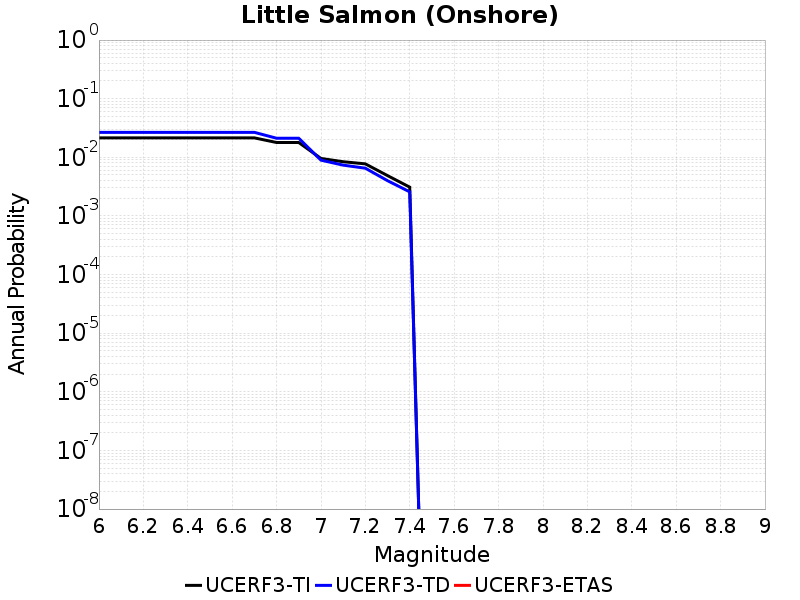 Little Salmon (Onshore)
10^0
10^-1
10^-2
10^-3
10^-4
10^-5
10^-6
10^-7
10^-8
Annual Probability
6 6.2 6.4 6.6 6.8 7 7.2 7.4 7.6 7.8 8 8.2 8.4 8.6 8.8 9
Magnitude
UCERF3-TI UCERF3-TD UCERF3-ETAS